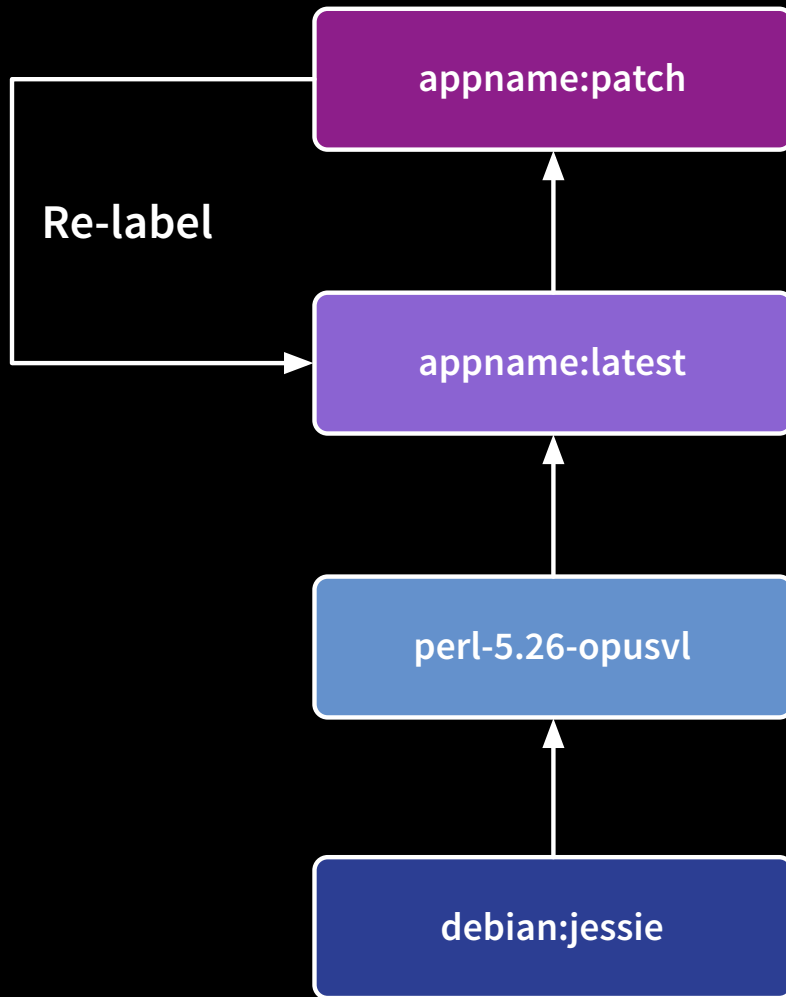 appname:patch
Re-label
appname:latest
perl-5.26-opusvl
debian:jessie